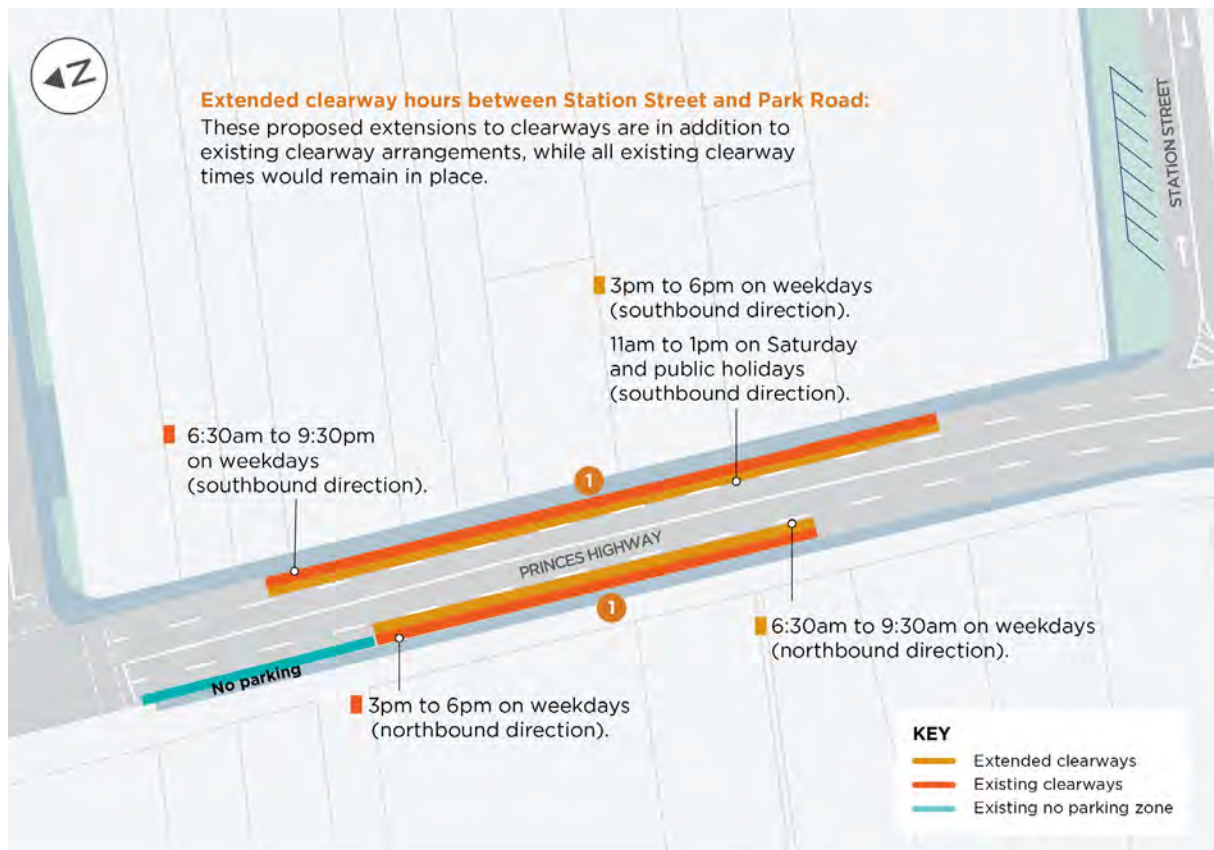 Z
Extended clearway hours between Station Street and Park Road:
These proposed extensions to clearways are in addition to
existing clearway arrangements, while all existing clearway
times would remain in place.
STATION STREET
3pm to 6pm on weekdays
(southbound direction).
11am to 1pm on Saturday
and public holidays
(southbound direction).
6:30am to 9:30pm
on weekdays
(southbound direction).
1
PRINCES HIGHWAY
1
6:30am to 9:30am on weekdays
(northbound direction).
No parking
3pm to 6pm on weekdays
(northbound direction).
KEY
Extended clearways
Existing clearways
Existing no parking zone